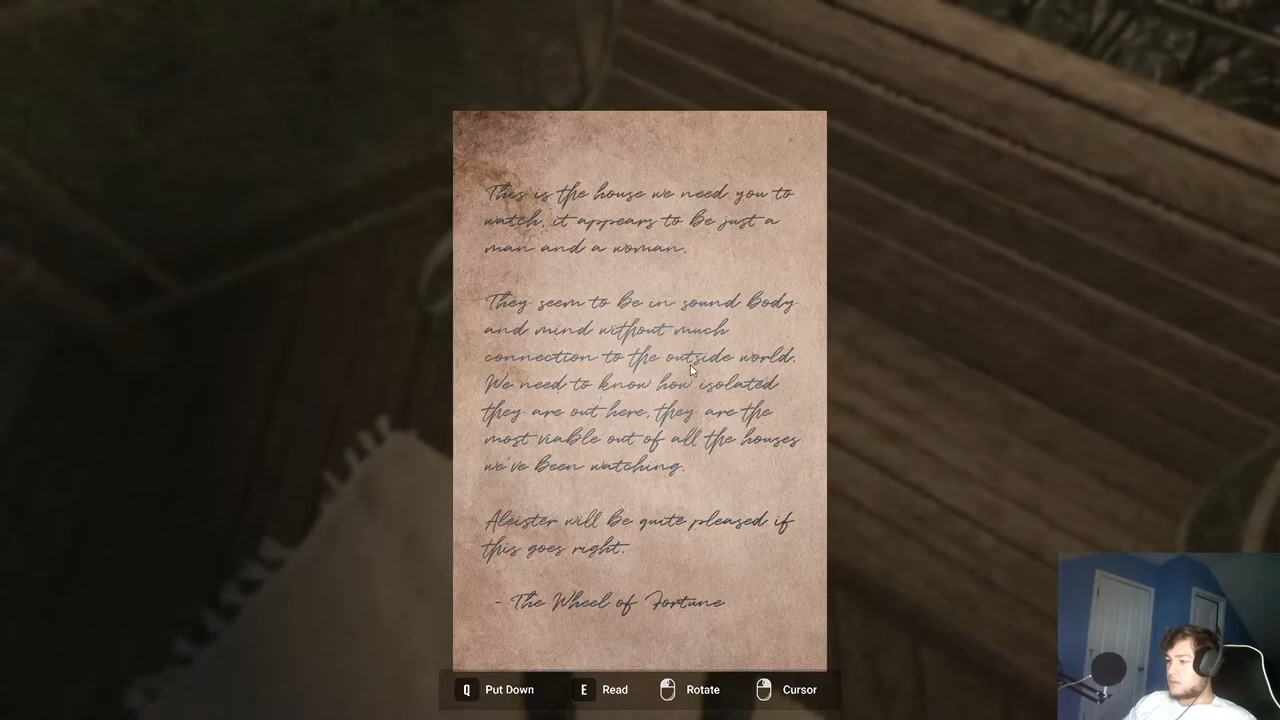 This is the house we need you to
watch, it appears to be just a
man and a woman.
They seem to be in sound body
and mind without much
connection to the outside world.
We need to know how isolated
they are out here, they are the
most viable out of all the houses
we've been watching.
Aleister will be quite pleased if
this goes right.
- The Wheel of Fortune
Q Put Down E Read Rotate Cursor